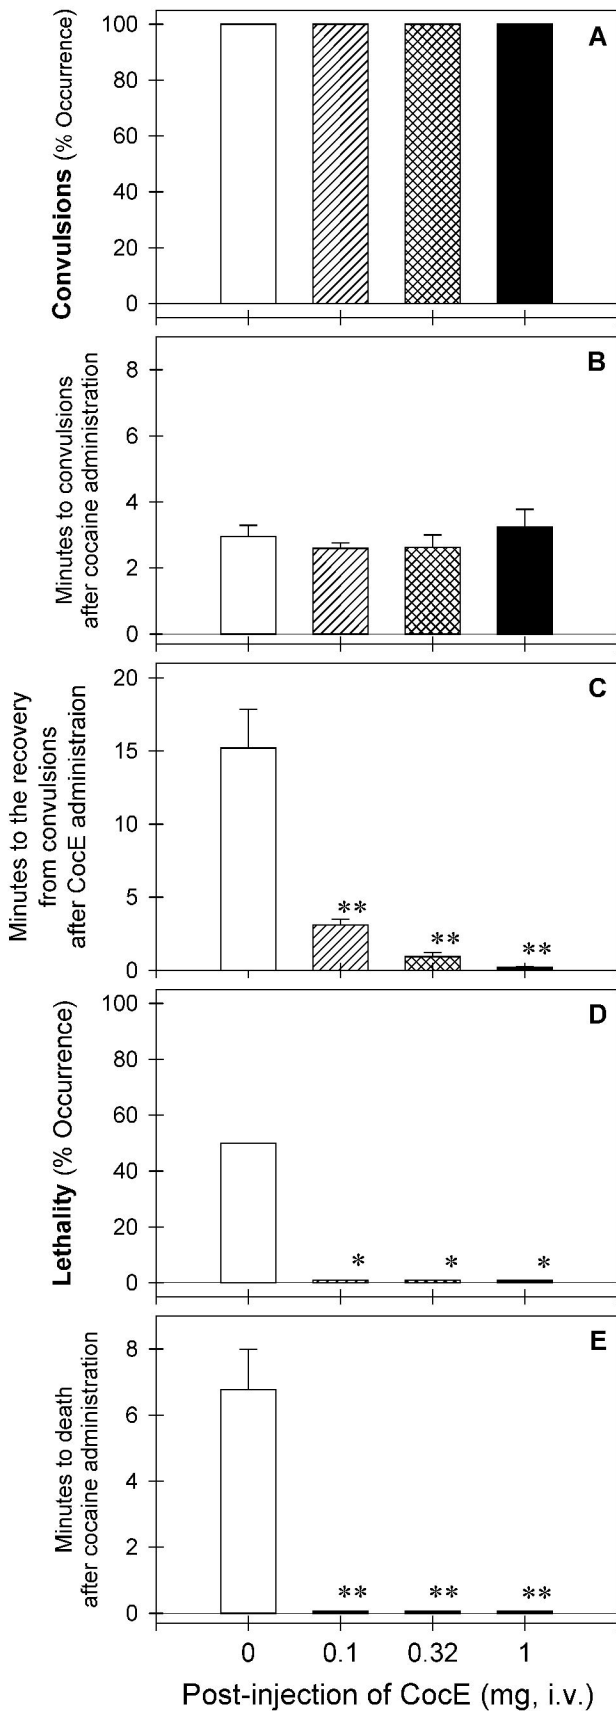 A
Convulsions (% Occurrence)
100
80
60
40
20
0
B
Minutes to convulsions
after cocaine administration
8
6
4
2
0
C
Minutes to the recovery
from convulsions
after CocE administraion
20
15
10
5
0
**
**
**
D
Lethality (% Occurrence)
100
80
60
40
20
0
*
*
*
E
Minutes to death
after cocaine administration
8
6
4
2
0
**
**
**
0 0.1 0.32 1
Post-injection of CocE (mg, i.v.)